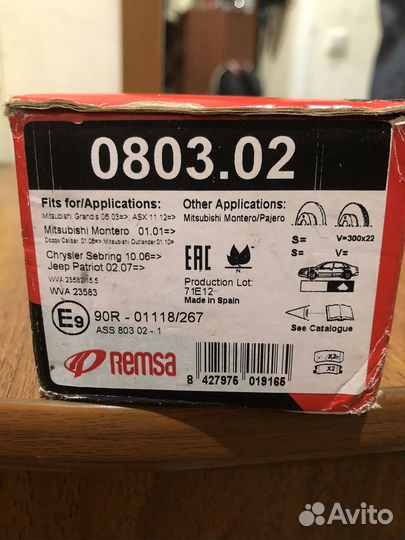 0803.02
Fits for/Applications:
Mitsubishi Grandis 05 03=> ; ASX 11.12=>
Mitsubishi Montero 01.01=>
Dodge Caliber 01.06=> Mitsubishi Outlander 01.10=>
Chrysler Sebring 10.06=>
Jeep Patriot 02.07=>
WVA 23582/15,5
WVA 23583
E9 90R - 01118/267
ASS 803 02 - 1
Other Applications:
Mitsubishi Montero/Pajero
EAC
Production Lot:
71E12
Made in Spain
S= V=300x22
S= V=
See Catalogue
REMSA
8 427975 019165
X2
X2
Avito